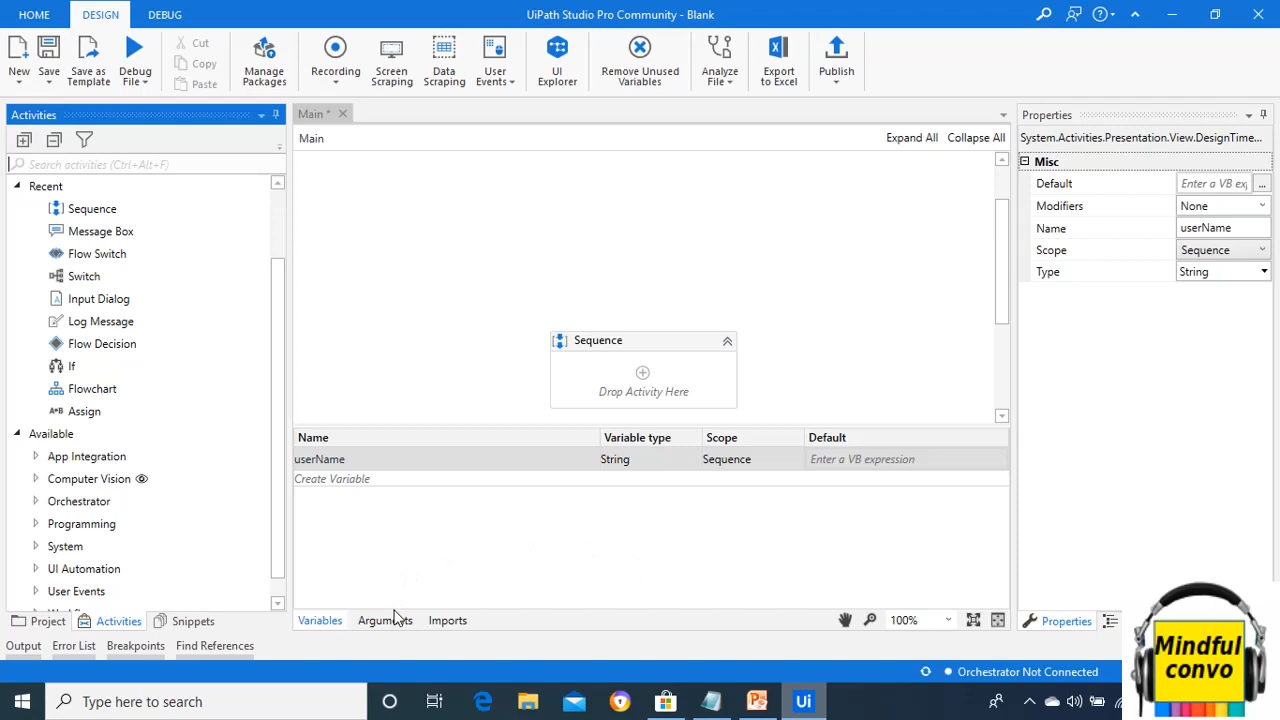 HOME DESIGN DEBUG
UiPath Studio Pro Community - Blank
New Save Save as Template Debug File
Cut
Copy
Paste
Manage Packages
Recording
Screen Scraping
Data Scraping
User Events
UI Explorer
Remove Unused Variables
Analyze File
Export to Excel
Publish
Activities
Search activities (Ctrl+Alt+F)
Recent
Sequence
Message Box
Flow Switch
Switch
Input Dialog
Log Message
Flow Decision
If
Flowchart
A+B Assign
Available
App Integration
Computer Vision
Orchestrator
Programming
System
UI Automation
User Events
Project Activities Snippets
Main *
Main
Expand All Collapse All
Sequence
Drop Activity Here
Name Variable type Scope Default
userName String Sequence Enter a VB expression
Create Variable
Variables Arguments Imports
100%
Properties
System.Activities.Presentation.View.DesignTime...
Misc
Default Enter a VB ex ...
Modifiers None
Name userName
Scope Sequence
Type String
Properties
Output Error List Breakpoints Find References
Orchestrator Not Connected
Type here to search
Ui
Mindful
convo